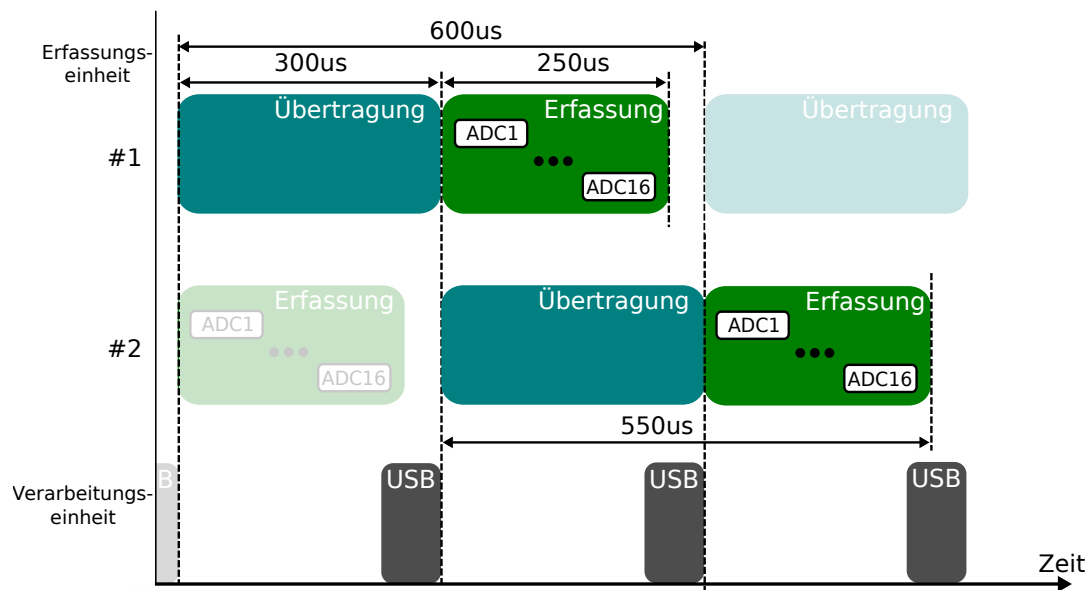 600us
Erfassungs-
einheit
300us
250us
Übertragung
Erfassung
Übertragung
ADC1
ADC16
#1
Erfassung
Übertragung
Erfassung
ADC1
ADC1
ADC16
ADC16
#2
550us
B
USB
USB
USB
Verarbeitungs-
einheit
Zeit